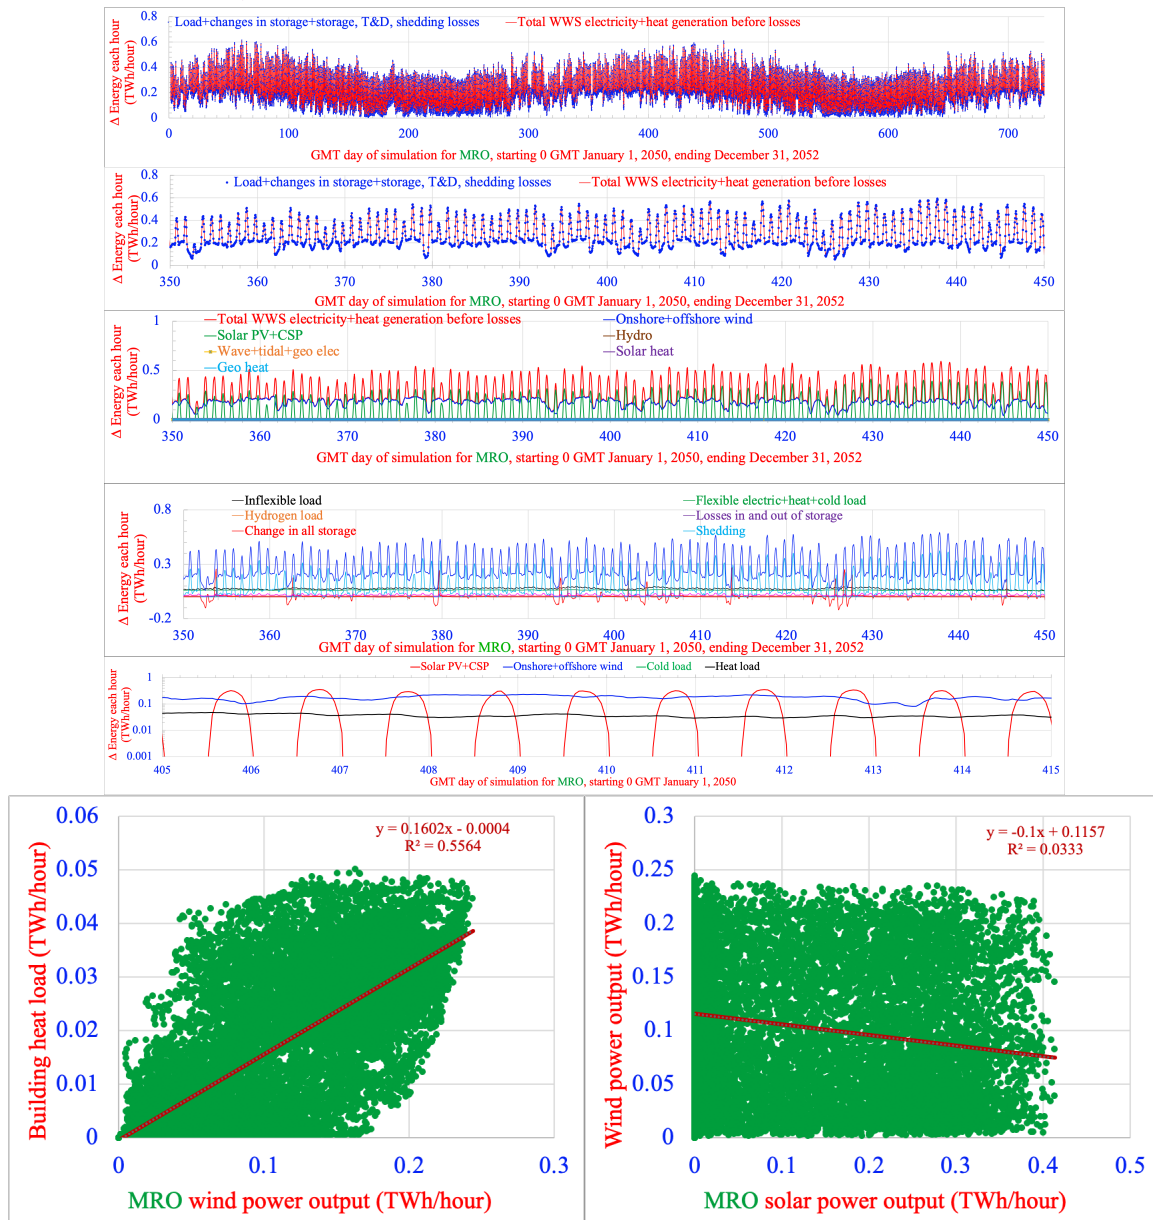 0.8
Load+changes in storage+storage, T&D, shedding losses
Total WWS electricity+heat generation before losses
0.6
0.4
0.2
0
Δ Energy each hour
(TWh/hour)
0 100 200 300 400 500 600 700
GMT day of simulation for MRO, starting 0 GMT January 1, 2050, ending December 31, 2052
0.8
Load+changes in storage+storage, T&D, shedding losses
Total WWS electricity+heat generation before losses
0.6
0.4
0.2
0
Δ Energy each hour
(TWh/hour)
350 360 370 380 390 400 410 420 430 440 450
GMT day of simulation for MRO, starting 0 GMT January 1, 2050, ending December 31, 2052
1
Total WWS electricity+heat generation before losses
Onshore+offshore wind
Solar PV+CSP
Hydro
Wave+tidal+geo elec
Solar heat
Geo heat
0.5
0
Δ Energy each hour
(TWh/hour)
350 360 370 380 390 400 410 420 430 440 450
GMT day of simulation for MRO, starting 0 GMT January 1, 2050, ending December 31, 2052
Inflexible load
Flexible electric+heat+cold load
Hydrogen load
Losses in and out of storage
Change in all storage
Shedding
0.8
0.3
-0.2
Δ Energy each hour
(TWh/hour)
350 360 370 380 390 400 410 420 430 440 450
GMT day of simulation for MRO, starting 0 GMT January 1, 2050, ending December 31, 2052
Solar PV+CSP
Onshore+offshore wind
Cold load
Heat load
1
0.1
0.01
0.001
Δ Energy each hour
(TWh/hour)
405 406 407 408 409 410 411 412 413 414 415
GMT day of simulation for MRO, starting 0 GMT January 1, 2050
0.06
0.05
0.04
0.03
0.02
0.01
0
Building heat load (TWh/hour)
y = 0.1602x - 0.0004
R² = 0.5564
0 0.1 0.2 0.3
MRO wind power output (TWh/hour)
0.3
0.25
0.2
0.15
0.1
0.05
0
Wind power output (TWh/hour)
y = -0.1x + 0.1157
R² = 0.0333
0 0.1 0.2 0.3 0.4 0.5
MRO solar power output (TWh/hour)